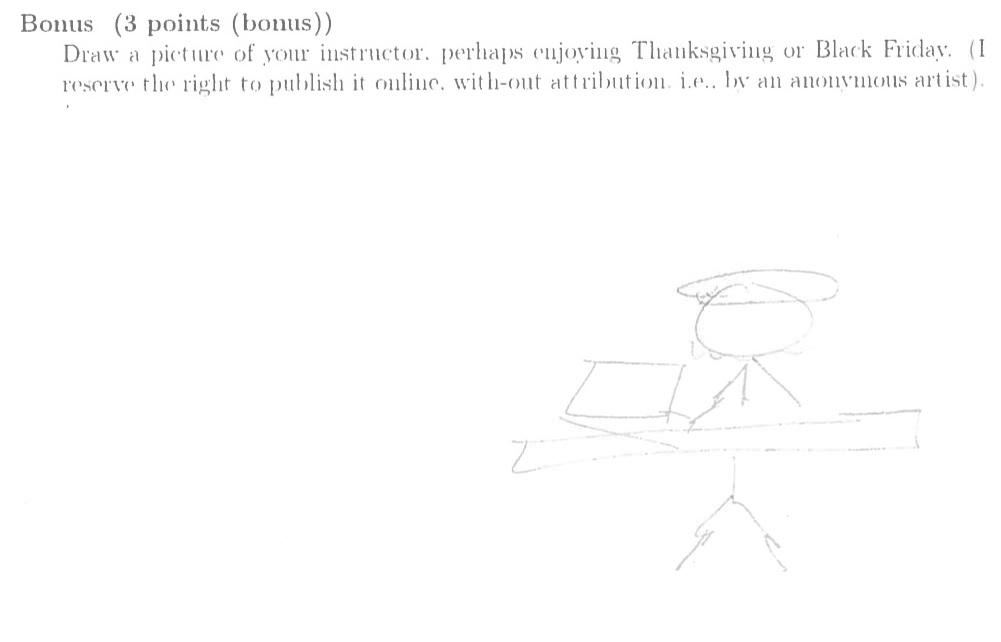 Bonus (3 points (bonus))
Draw a picture of your instructor, perhaps enjoying Thanksgiving or Black Friday. (I
reserve the right to publish it online, with-out attribution, i.e., by an anonymous artist).